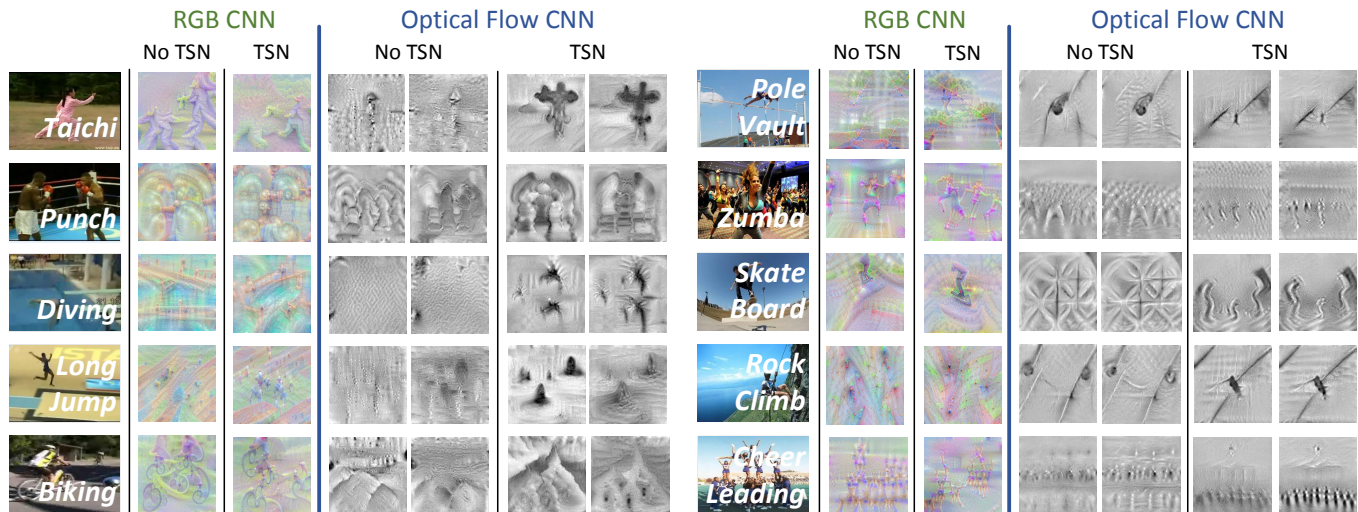 RGB CNN
Optical Flow CNN
No TSN
TSN
No TSN
TSN
Taichi
Punch
Diving
Long
Jump
Biking
RGB CNN
Optical Flow CNN
No TSN
TSN
No TSN
TSN
Pole
Vault
Zumba
Skate
Board
Rock
Climb
Cheer
Leading